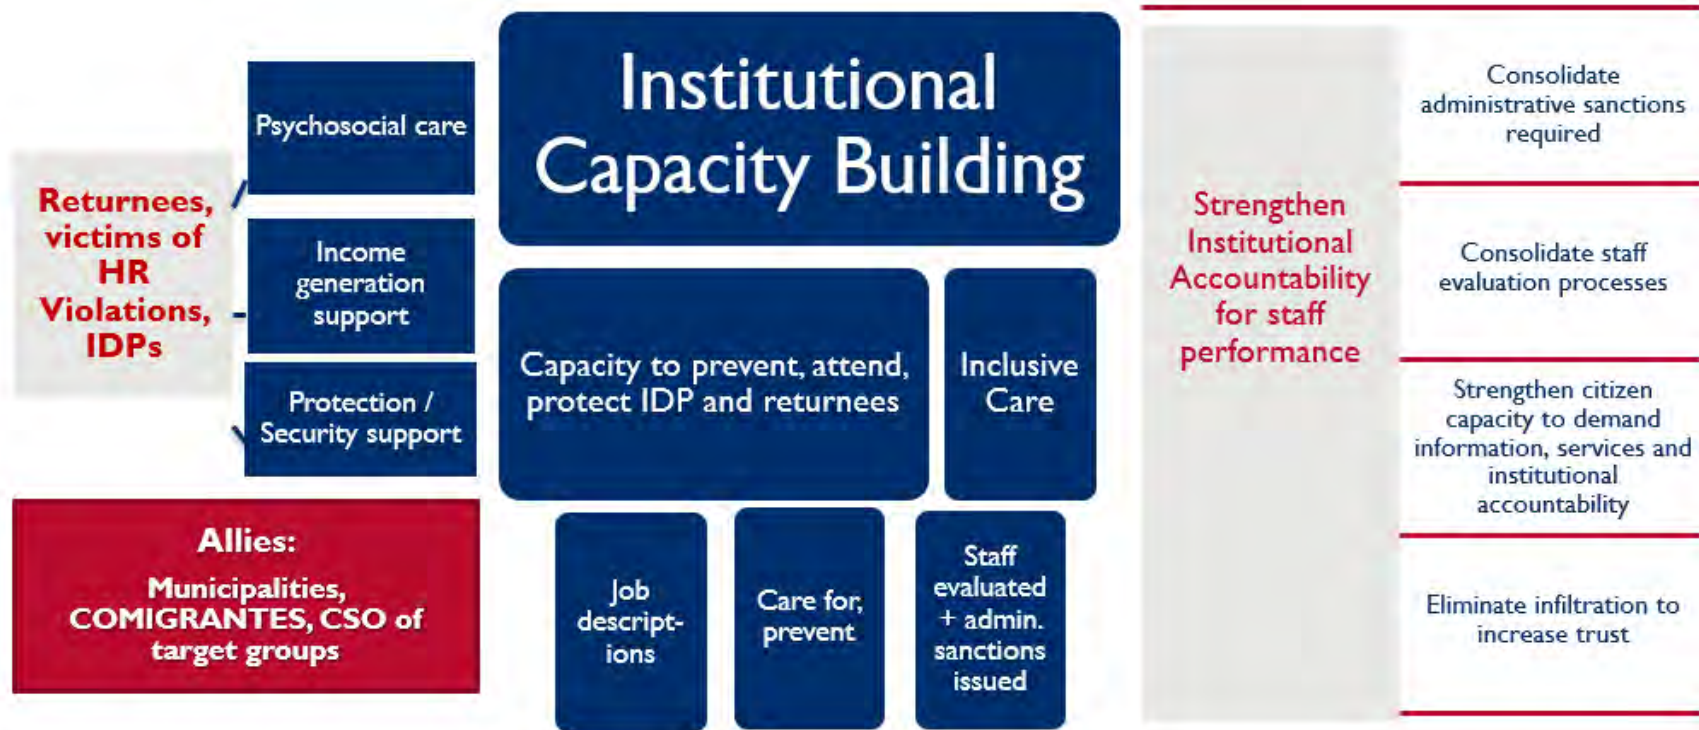 Returnees,
victims of
HR
Violations,
IDPs
Psychosocial care
Income
generation
support
Protection /
Security support
Allies:
Municipalities,
COMIGRANTES, CSO of
target groups
Institutional
Capacity Building
Capacity to prevent, attend,
protect IDP and returnees
Inclusive
Care
Job
descript-
ions
Care for,
prevent
Staff
evaluated
+ admin.
sanctions
issued
Strengthen
Institutional
Accountability
for staff
performance
Consolidate
administrative sanctions
required
Consolidate staff
evaluation processes
Strengthen citizen
capacity to demand
information, services and
institutional
accountability
Eliminate infiltration to
increase trust